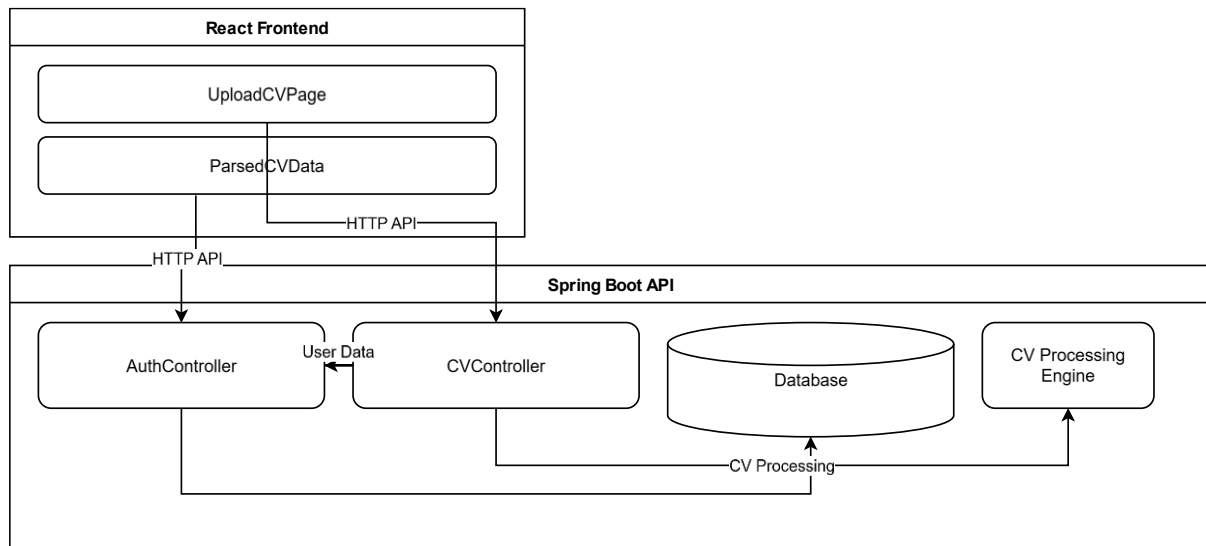 React Frontend
UploadCVPage
ParsedCVData
HTTP API
HTTP API
Spring Boot API
AuthController
User Data
CVController
Database
CV Processing
Engine
CV Processing